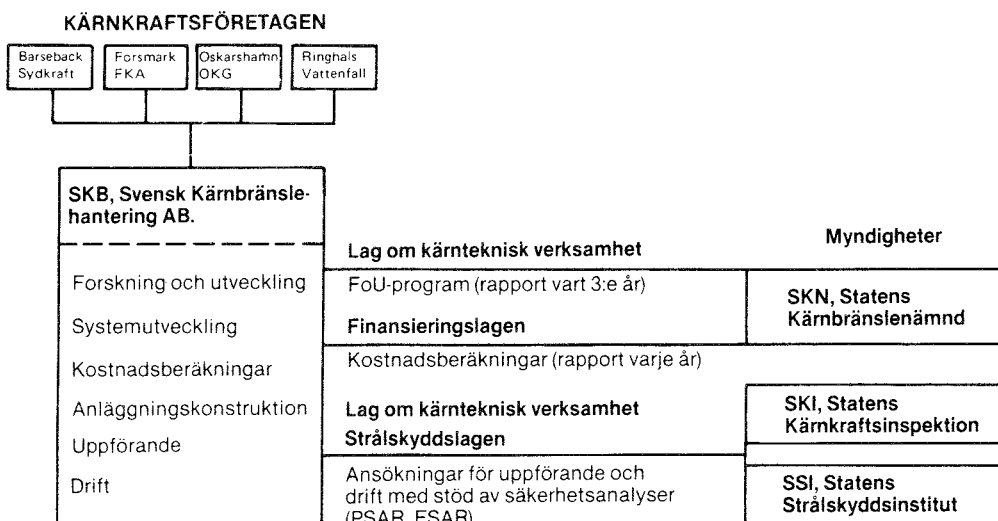 KÄRNKRAFTSFÖRETAGEN
Barseback
Sydkraft
Forsmark
FKA
Oskarshamn
OKG
Ringhals
Vattenfall
SKB, Svensk Kärnbränsle-
hantering AB.
Forskning och utveckling
Systemutveckling
Kostnadsberäkningar
Anläggningskonstruktion
Uppförande
Drift
Lag om kärnteknisk verksamhet
FoU-program (rapport vart 3:e år)
Finansieringslagen
Kostnadsberäkningar (rapport varje år)
Lag om kärnteknisk verksamhet
Strålskyddslagen
Ansökningar för uppförande och
drift med stöd av säkerhetsanalyser
(PSAR, FSAR)
Myndigheter
SKN, Statens
Kärnbränslenämnd
SKI, Statens
Kärnkraftsinspektion
SSI, Statens
Strålskyddsinstitut